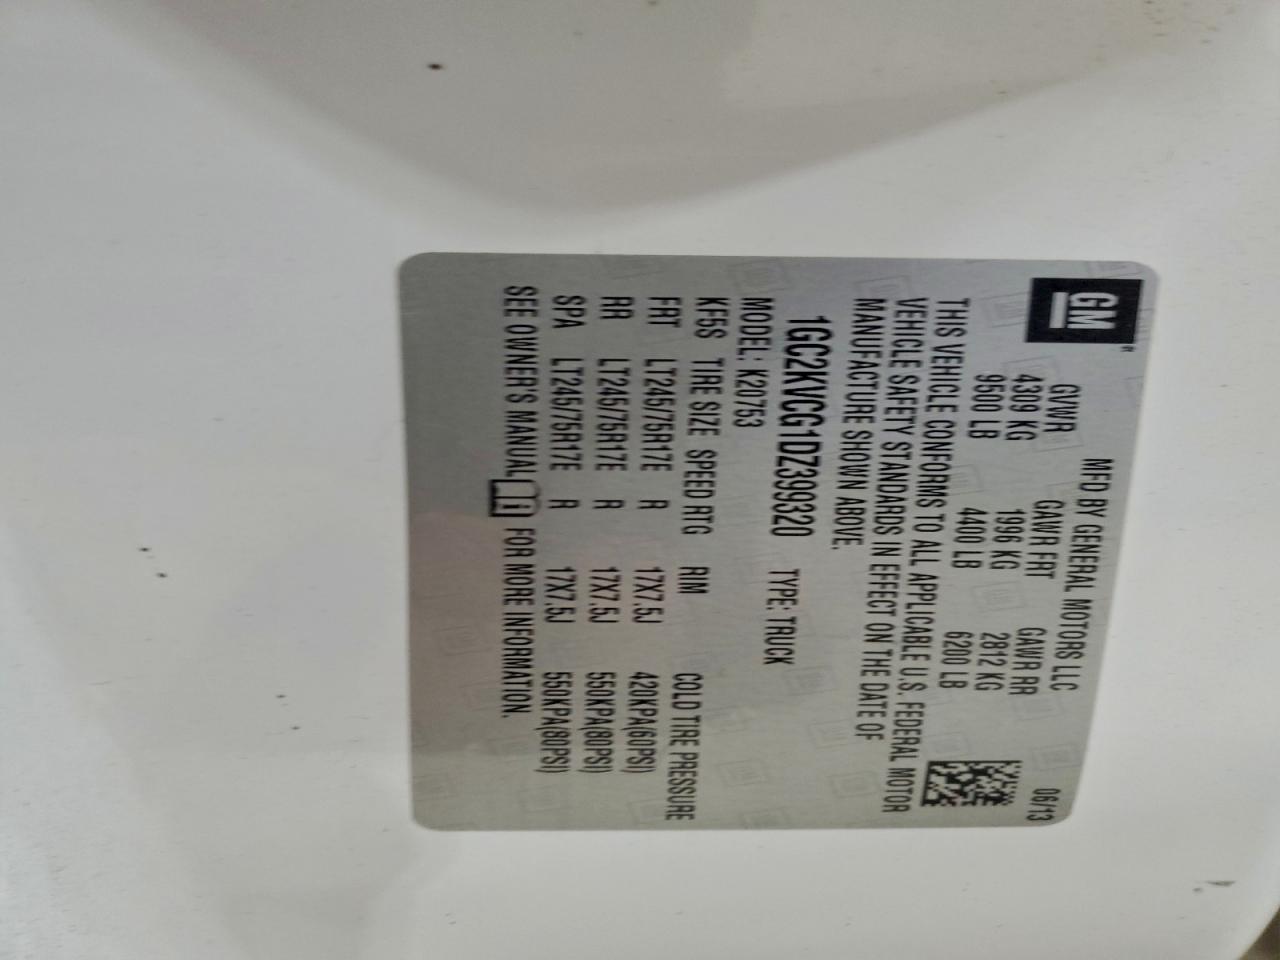 GM
MFD BY GENERAL MOTORS LLC 06/13
GVWR GAWR FRT GAWR RR
4309 KG 1996 KG 2812 KG
9500 LB 4400 LB 6200 LB
THIS VEHICLE CONFORMS TO ALL APPLICABLE U.S. FEDERAL MOTOR
VEHICLE SAFETY STANDARDS IN EFFECT ON THE DATE OF
MANUFACTURE SHOWN ABOVE.
1GC2KVCG1DZ399320 TYPE: TRUCK
MODEL: K20753
KF5S TIRE SIZE SPEED RTG RIM COLD TIRE PRESSURE
FRT LT245/75R17E R 17X7.5J 420KPA(60PSI)
RR LT245/75R17E R 17X7.5J 550KPA(80PSI)
SPA LT245/75R17E R 17X7.5J 550KPA(80PSI)
SEE OWNER'S MANUAL FOR MORE INFORMATION.